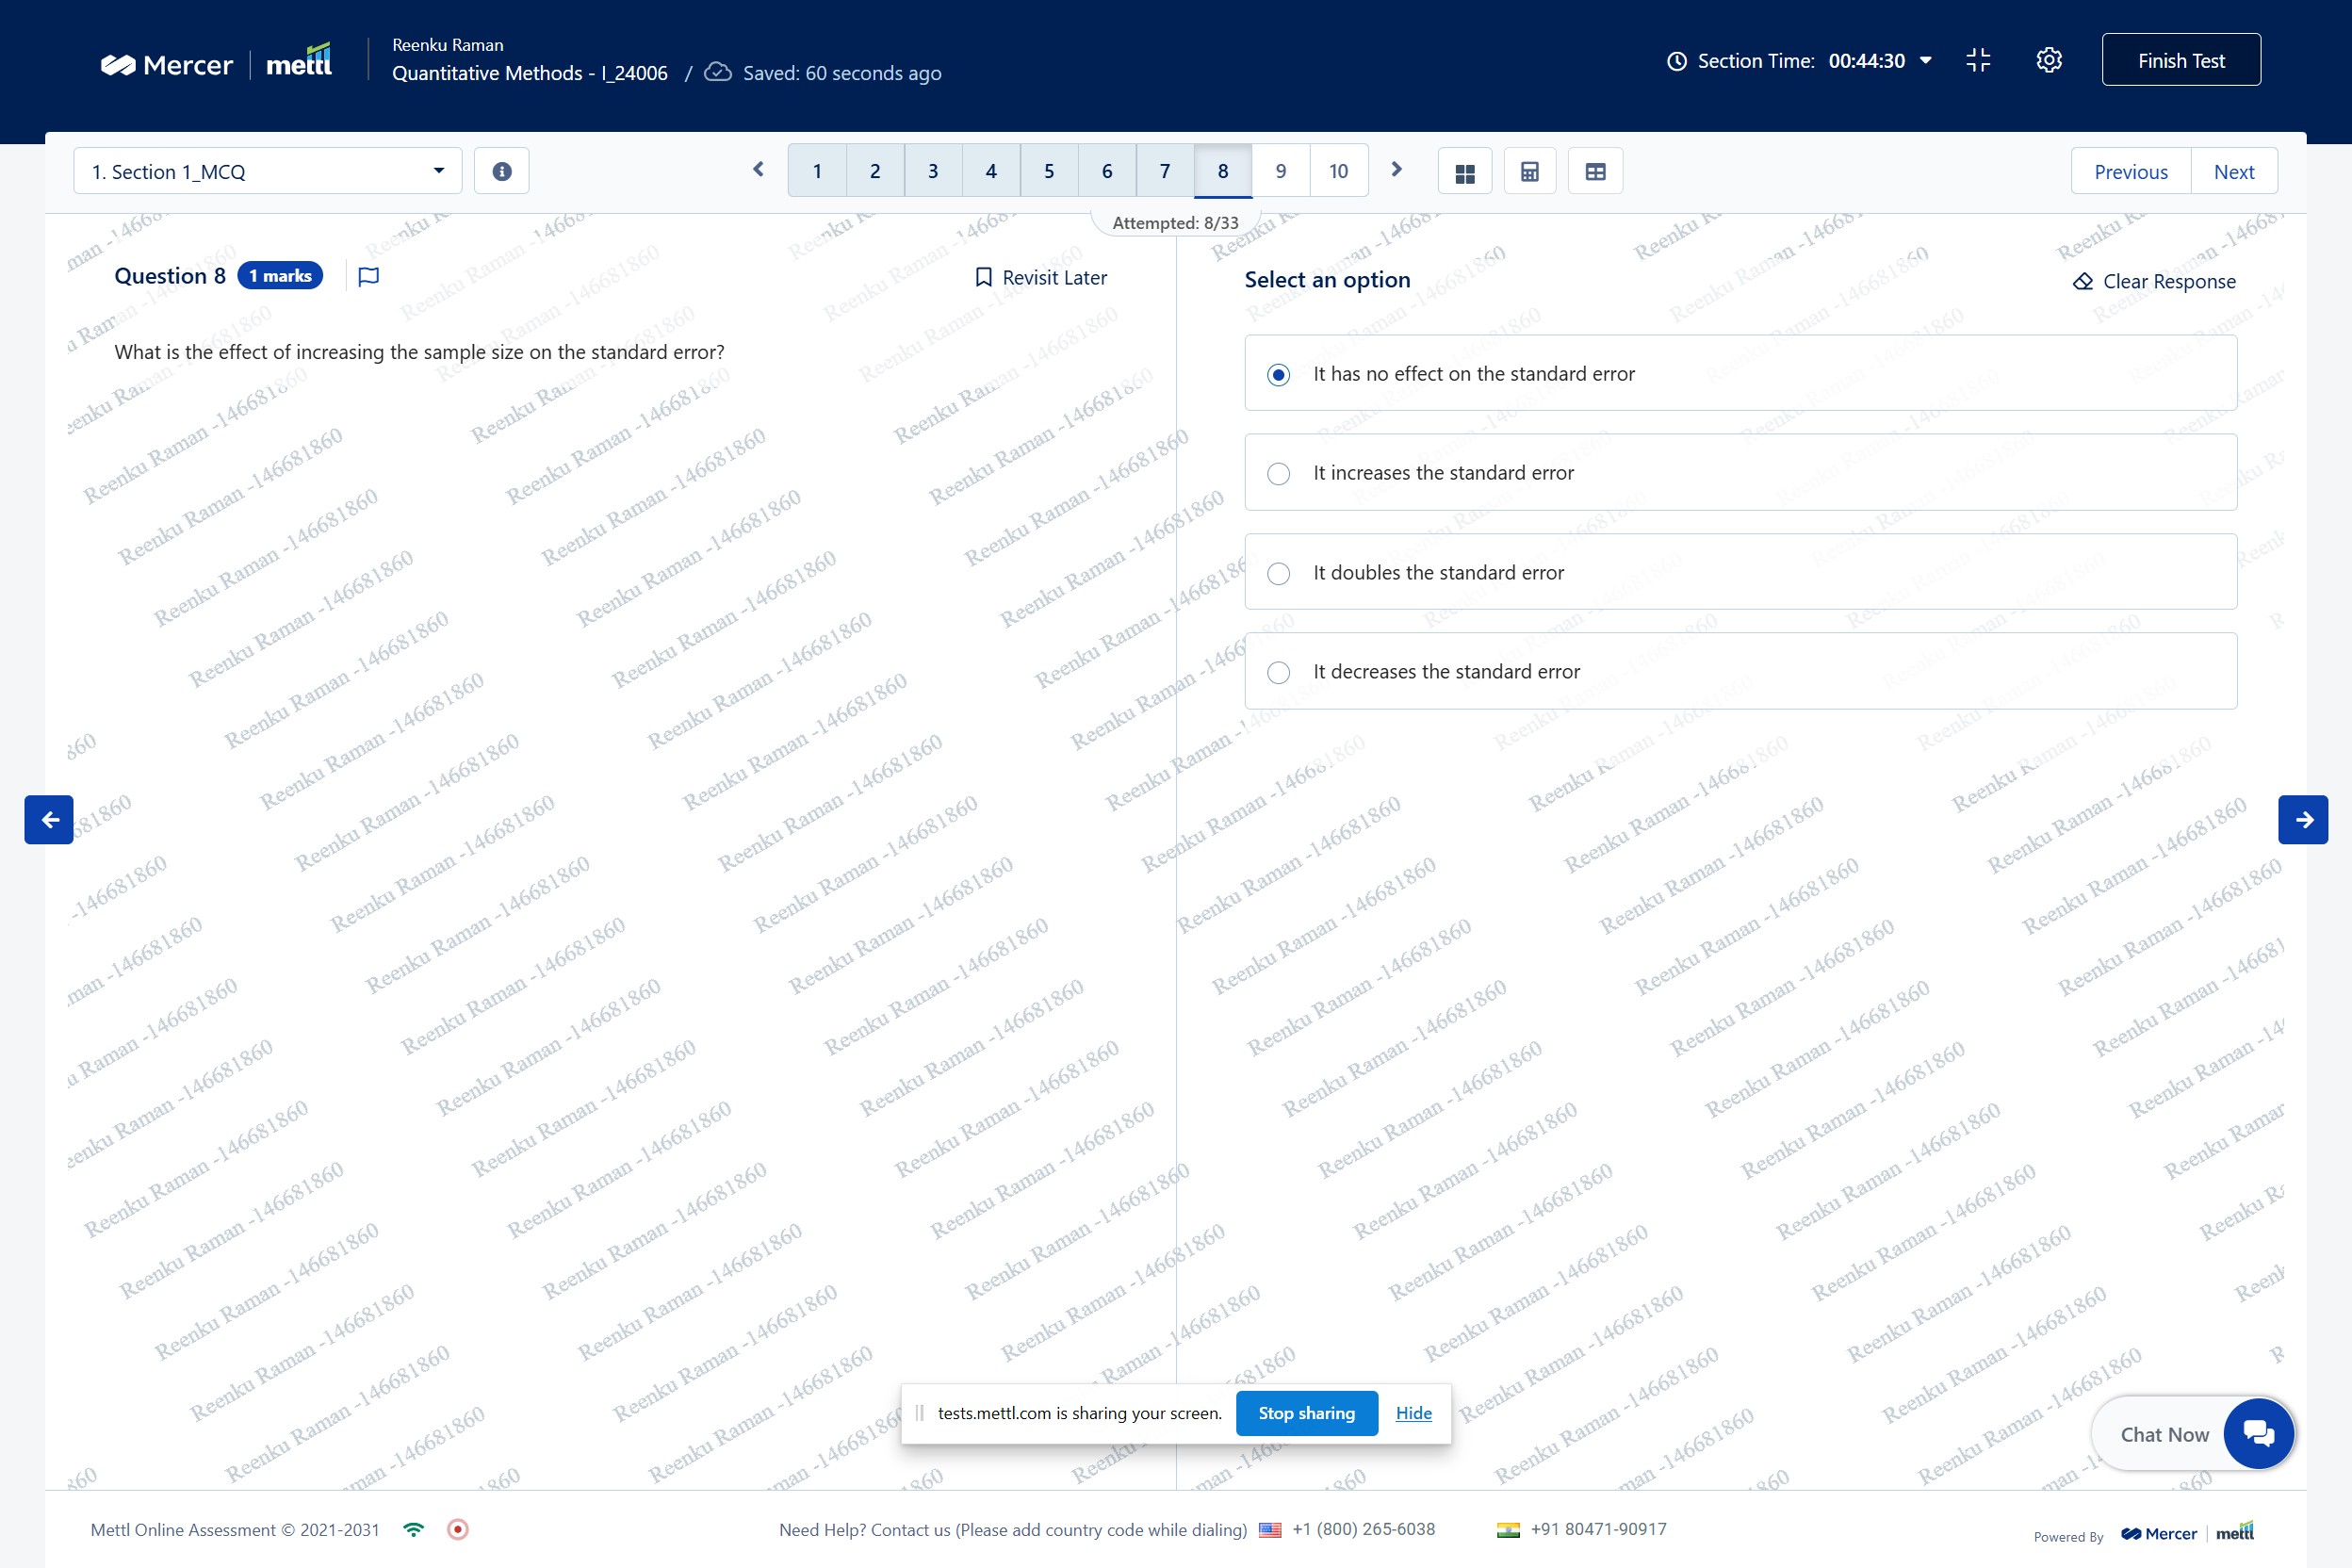 Mercer | mettl
Reenku Raman
Quantitative Methods - I_24006 / Saved: 60 seconds ago
Section Time: 00:44:30
Finish Test
1. Section 1_MCQ
1 2 3 4 5 6 7 8 9 10
Previous
Next
Attempted: 8/33
Question 8 1 marks
Revisit Later
What is the effect of increasing the sample size on the standard error?
Select an option
Clear Response
It has no effect on the standard error
It increases the standard error
It doubles the standard error
It decreases the standard error
Reenku Raman -146681860
tests.mettl.com is sharing your screen. Stop sharing Hide
Chat Now
Mettl Online Assessment © 2021-2031
Need Help? Contact us (Please add country code while dialing) +1 (800) 265-6038 +91 80471-90917
Powered By Mercer | mettl